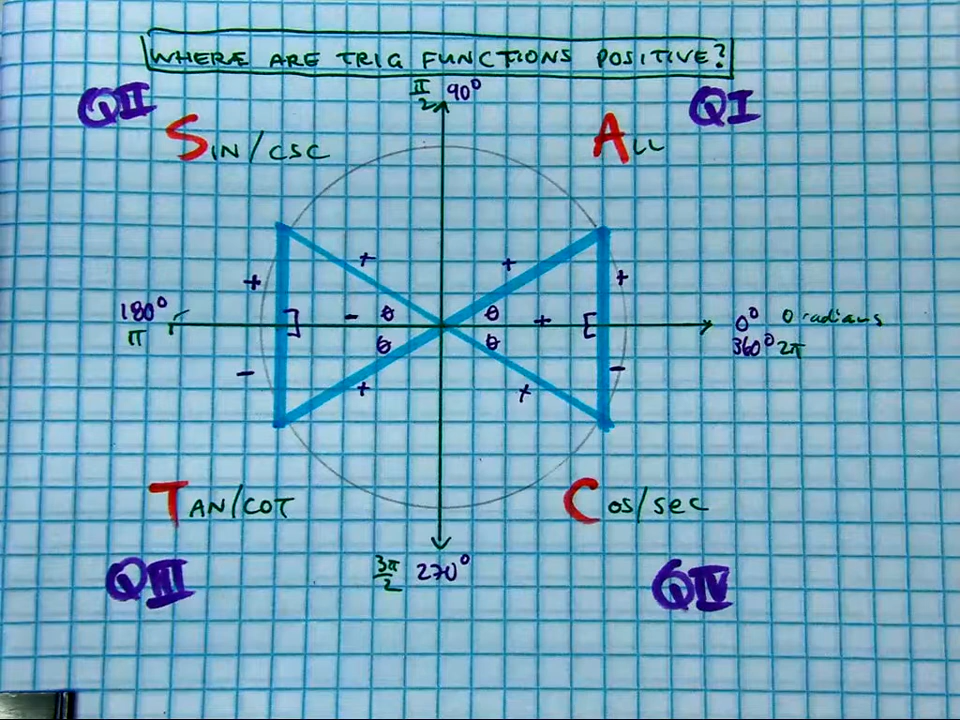 WHERE ARE TRIG FUNCTIONS POSITIVE?
π/2 90°
QII
QI
SIN/CSC
ALL
+ +
+ +
180°
π
- θ
θ +
0° 0 radians
360° 2π
θ
θ
- +
+ -
TAN/COT
COS/SEC
3π/2 270°
QIII
QIV